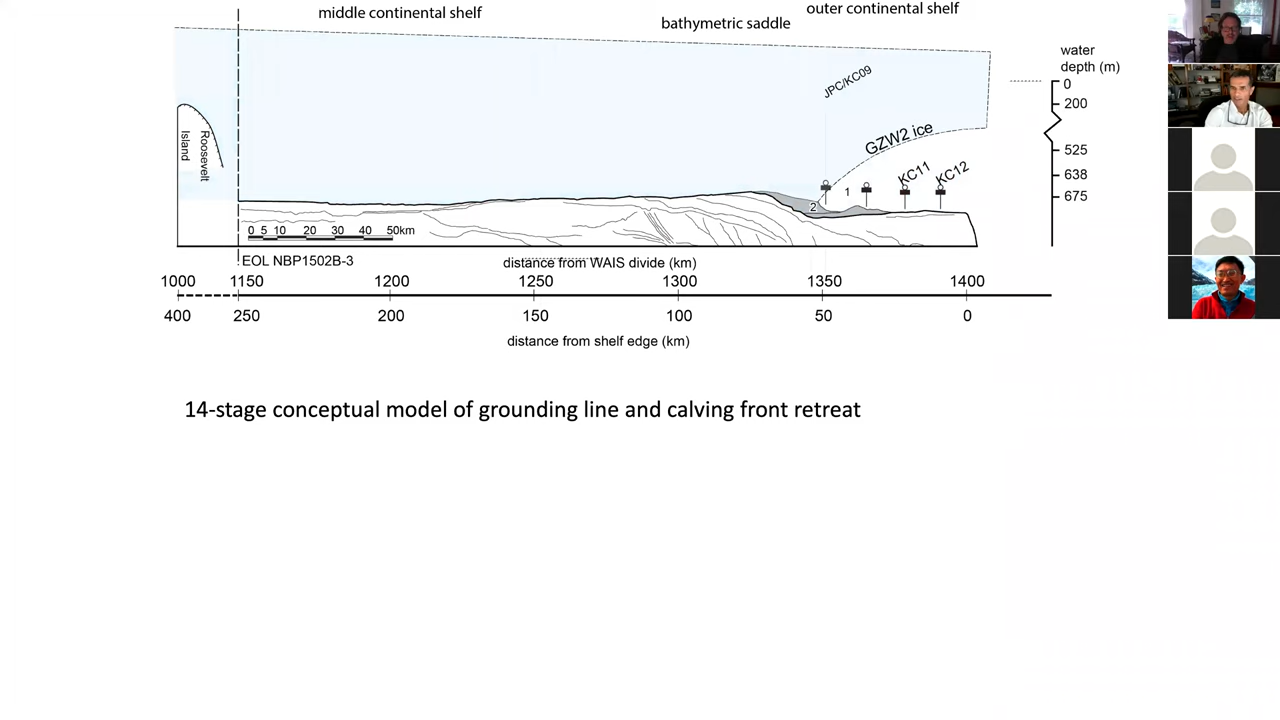 middle continental shelf
bathymetric saddle
outer continental shelf
water
depth (m)
0
200
525
638
675
JPC/KC09
GZW2 ice
KC11
KC12
1
2
Roosevelt
Island
0 5 10 20 30 40 50km
EOL NBP1502B-3
distance from WAIS divide (km)
1000 1150 1200 1250 1300 1350 1400
400 250 200 150 100 50 0
distance from shelf edge (km)
14-stage conceptual model of grounding line and calving front retreat